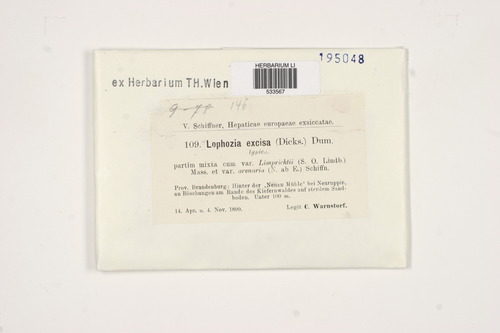 195048
HERBARIUM LI
533567
ex Herbarium TH.Wien
146
V. Schiffner, Hepaticae europaeae exsiccatae.
109. Lophozia excisa (Dicks.) Dum.
typica.
partim mixta cum var. Limprichtii (S. O. Lindb.)
Mass. et var. cremoria (N. ab E.) Schiffn.
Prov. Brandenburg: Hinter der „Neuen Mühle" bei Neuruppin,
an Böschungen am Rande des Kiefernwaldes auf sterilem Sand-
boden. Unter 100 m.
14. Apr. u. 4. Nov. 1899.
Legit C. Warnstorf.